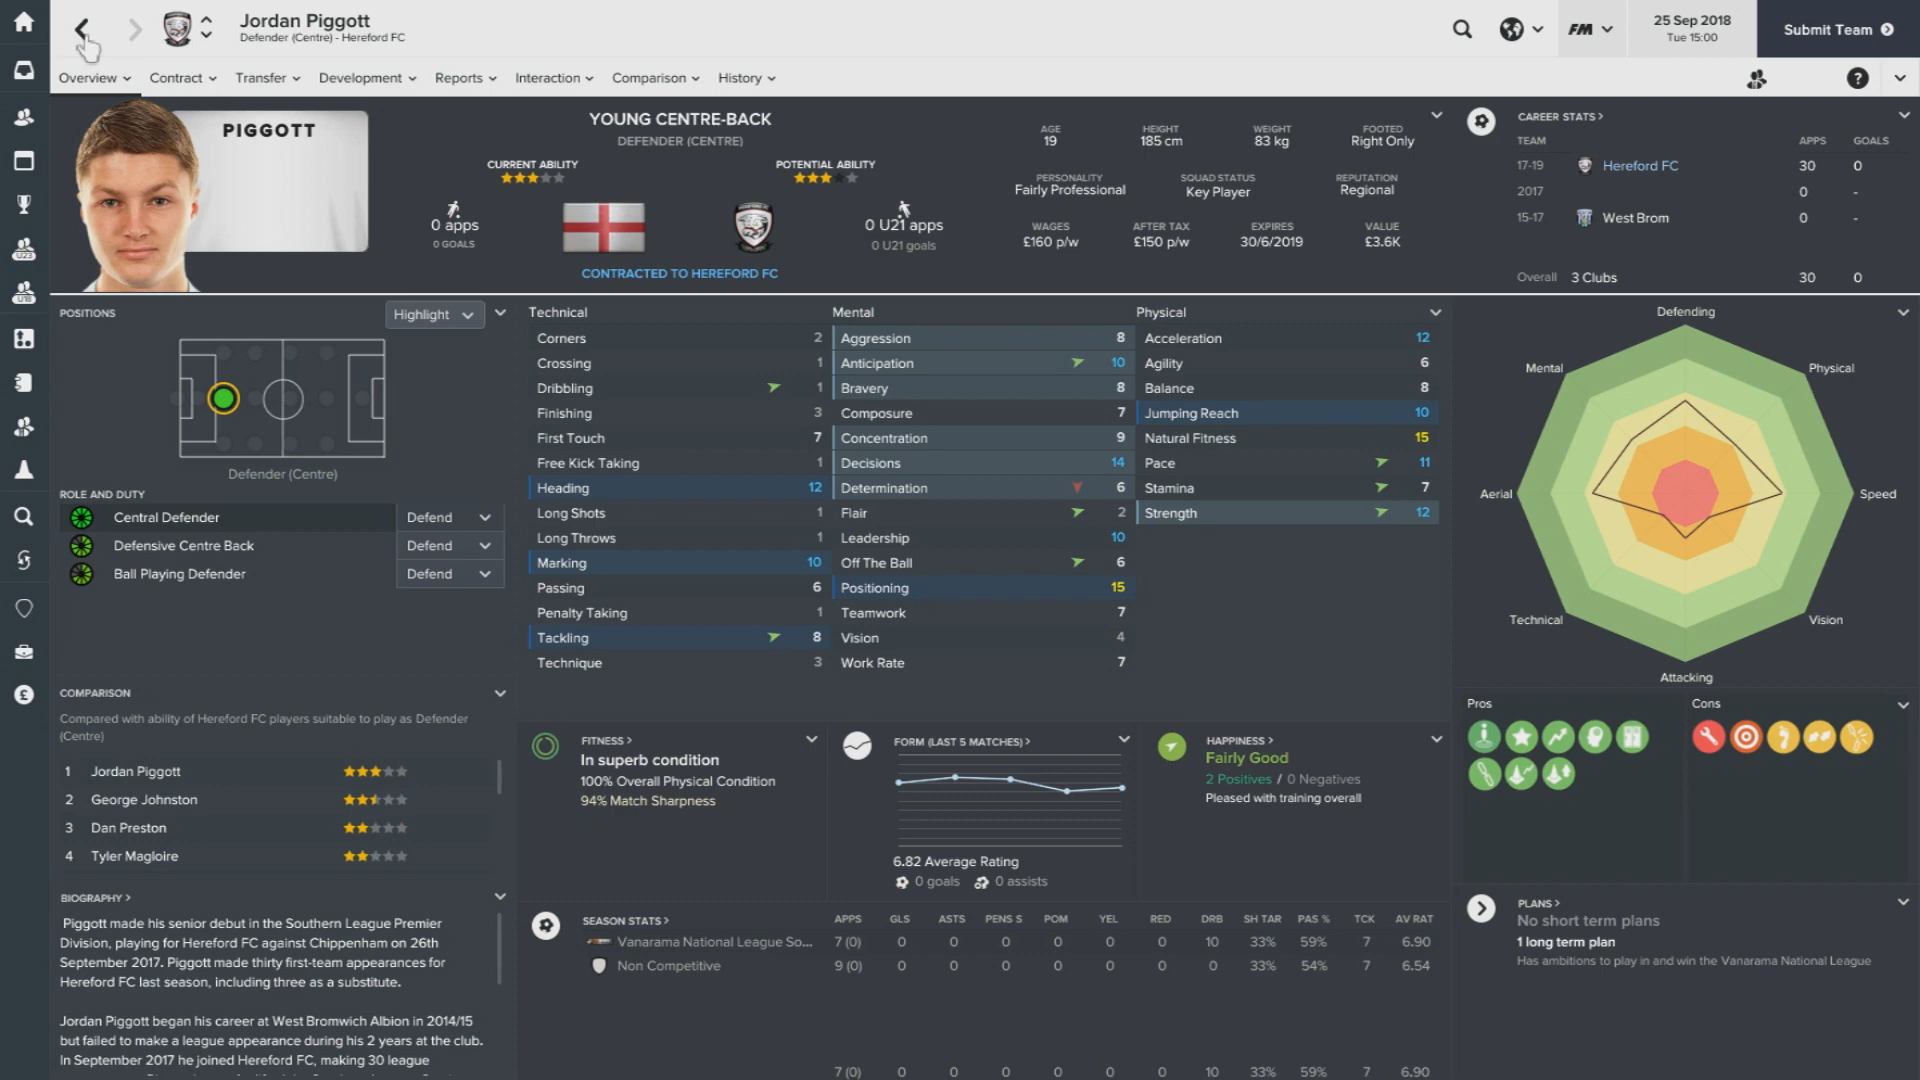 Jordan Piggott
Defender (Centre) - Hereford FC
FM
25 Sep 2018
Tue 15:00
Submit Team
Overview
Contract
Transfer
Development
Reports
Interaction
Comparison
History
?
PIGGOTT
YOUNG CENTRE-BACK
DEFENDER (CENTRE)
CURRENT ABILITY
POTENTIAL ABILITY
0 apps
0 GOALS
0 U21 apps
0 U21 goals
CONTRACTED TO HEREFORD FC
AGE HEIGHT WEIGHT FOOTED
19 185 cm 83 kg Right Only
PERSONALITY SQUAD STATUS REPUTATION
Fairly Professional Key Player Regional
WAGES AFTER TAX EXPIRES VALUE
£160 p/w £150 p/w 30/6/2019 £3.6K
CAREER STATS >
TEAM APPS GOALS
17-19 Hereford FC 30 0
2017 0 -
15-17 West Brom 0 -
Overall 3 Clubs 30 0
U23
U18
£
POSITIONS
Highlight
Defender (Centre)
ROLE AND DUTY
Central Defender Defend
Defensive Centre Back Defend
Ball Playing Defender Defend
COMPARISON
Compared with ability of Hereford FC players suitable to play as Defender
(Centre)
1 Jordan Piggott
2 George Johnston
3 Dan Preston
4 Tyler Magloire
BIOGRAPHY >
Piggott made his senior debut in the Southern League Premier
Division, playing for Hereford FC against Chippenham on 26th
September 2017. Piggott made thirty first-team appearances for
Hereford FC last season, including three as a substitute.
Jordan Piggott began his career at West Bromwich Albion in 2014/15
but failed to make a league appearance during his 2 years at the club.
In September 2017 he joined Hereford FC, making 30 league
Technical
Corners 2
Crossing 1
Dribbling 1
Finishing 3
First Touch 7
Free Kick Taking 1
Heading 12
Long Shots 1
Long Throws 1
Marking 10
Passing 6
Penalty Taking 1
Tackling 8
Technique 3
Mental
Aggression 8
Anticipation 10
Bravery 8
Composure 7
Concentration 9
Decisions 14
Determination 6
Flair 2
Leadership 10
Off The Ball 6
Positioning 15
Teamwork 7
Vision 4
Work Rate 7
Physical
Acceleration 12
Agility 6
Balance 8
Jumping Reach 10
Natural Fitness 15
Pace 11
Stamina 7
Strength 12
Defending
Mental
Physical
Aerial
Speed
Technical
Vision
Attacking
FITNESS >
In superb condition
100% Overall Physical Condition
94% Match Sharpness
FORM (LAST 5 MATCHES) >
6.82 Average Rating
0 goals 0 assists
HAPPINESS >
Fairly Good
2 Positives / 0 Negatives
Pleased with training overall
Pros
Cons
SEASON STATS > APPS GLS ASTS PENS S POM YEL RED DRB SH TAR PAS % TCK AV RAT
Vanarama National League So... 7 (0) 0 0 0 0 0 0 10 33% 59% 7 6.90
Non Competitive 9 (0) 0 0 0 0 0 0 0 33% 54% 7 6.54
7 (0) 0 0 0 0 0 0 10 33% 59% 7 6.90
PLANS >
No short term plans
1 long term plan
Has ambitions to play in and win the Vanarama National League